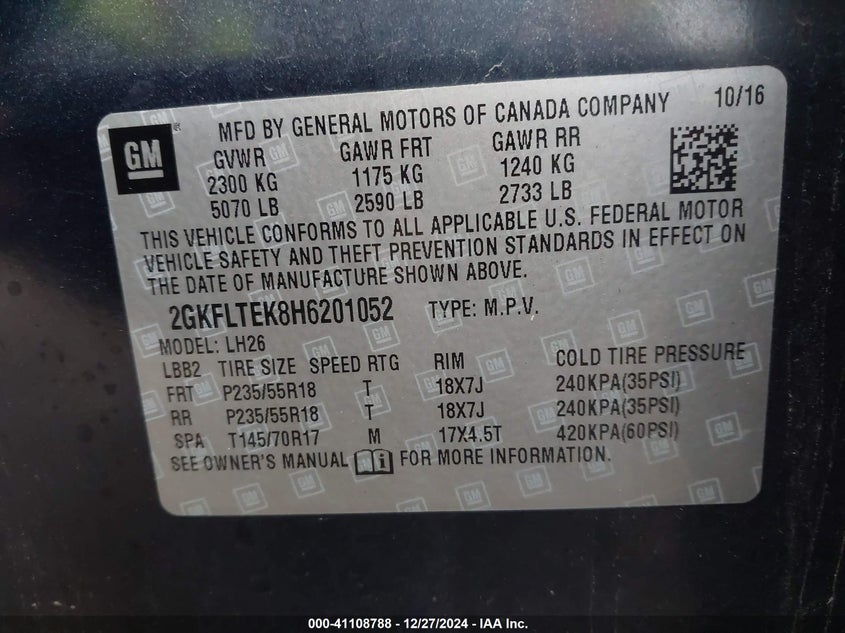 MFD BY GENERAL MOTORS OF CANADA COMPANY 10/16
GM
GVWR GAWR FRT GAWR RR
2300 KG 1175 KG 1240 KG
5070 LB 2590 LB 2733 LB
THIS VEHICLE CONFORMS TO ALL APPLICABLE U.S. FEDERAL MOTOR
VEHICLE SAFETY AND THEFT PREVENTION STANDARDS IN EFFECT ON
THE DATE OF MANUFACTURE SHOWN ABOVE.
2GKFLTEK8H6201052 TYPE: M.P.V.
MODEL: LH26
LBB2 TIRE SIZE SPEED RTG RIM COLD TIRE PRESSURE
FRT P235/55R18 T 18X7J 240KPA(35PSI)
RR P235/55R18 T 18X7J 240KPA(35PSI)
SPA T145/70R17 M 17X4.5T 420KPA(60PSI)
SEE OWNER'S MANUAL i FOR MORE INFORMATION.
000-41108788 - 12/27/2024 - IAA Inc.